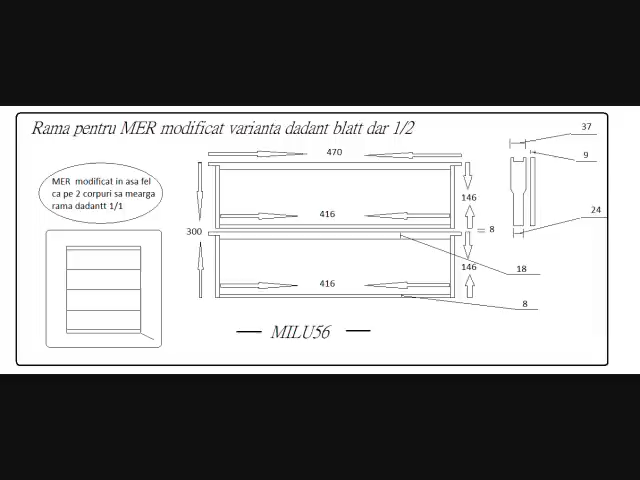 Rama pentru MER modificat varianta dadant blatt dar 1/2
37
470
9
MER modificat in asa fel
ca pe 2 corpuri sa mearga
rama dadantt 1/1
146
24
416
300
= 8
146
18
416
8
— MILU56 —